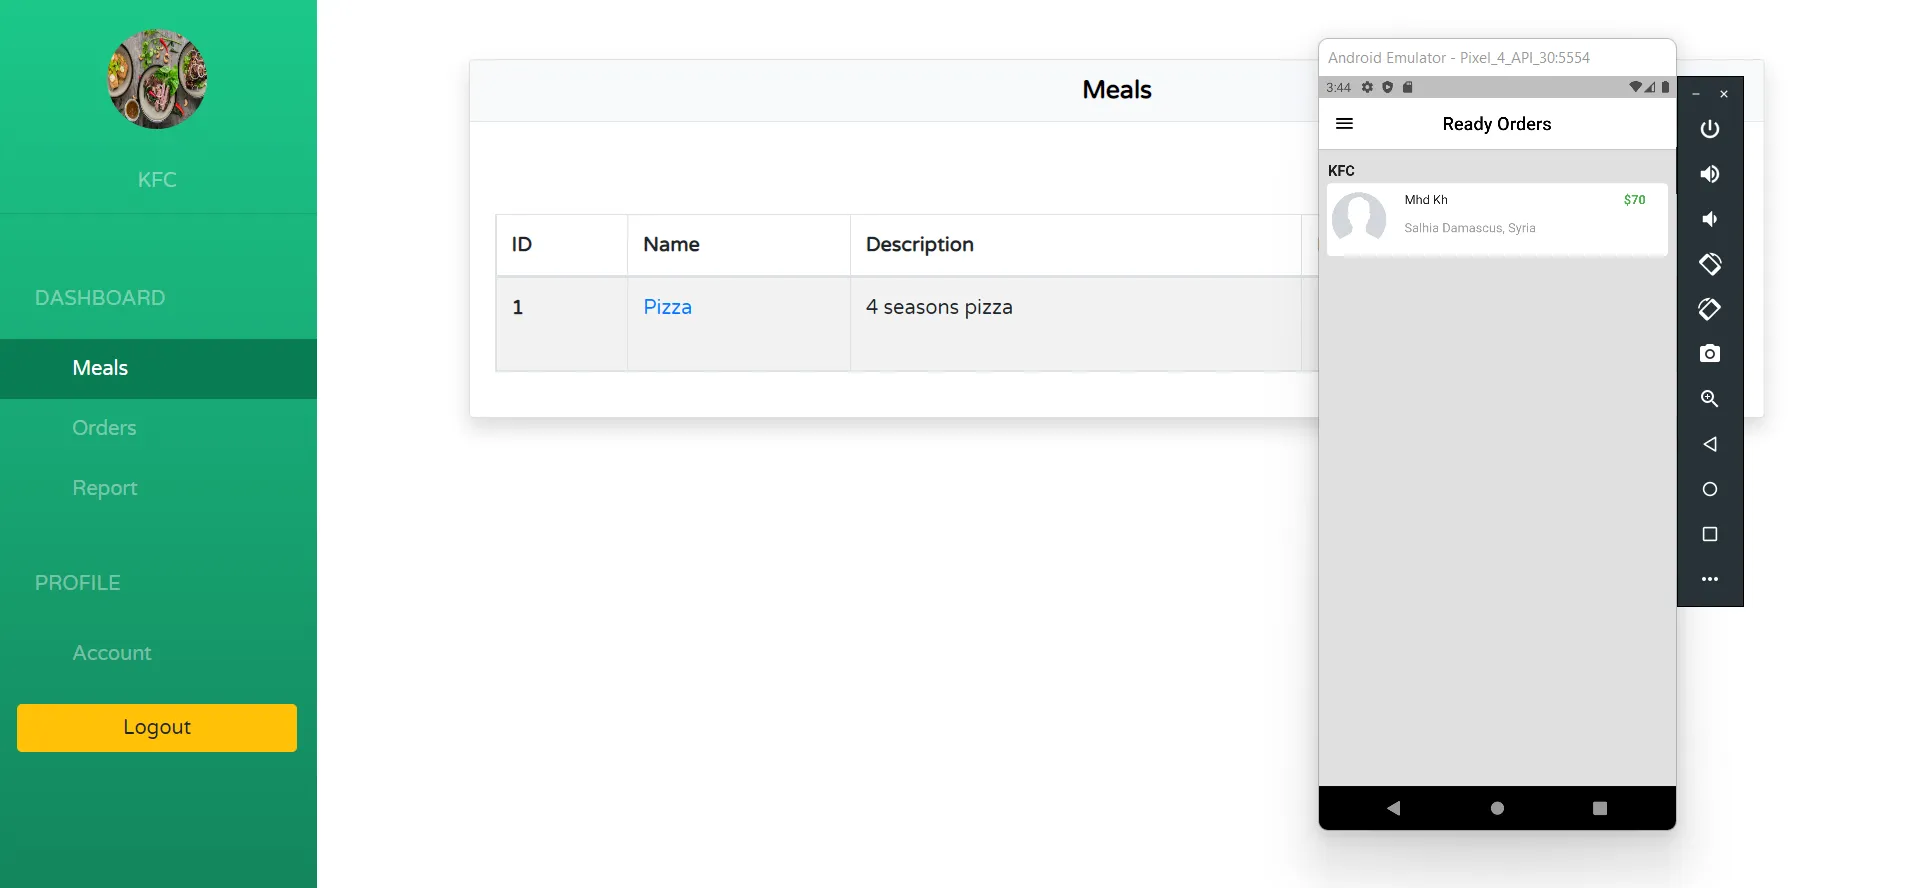 KFC
DASHBOARD
Meals
Orders
Report
PROFILE
Account
Logout
Meals
ID Name Description
1 Pizza 4 seasons pizza
Android Emulator - Pixel_4_API_30:5554
3:44
Ready Orders
KFC
Mhd Kh $70
Salhia Damascus, Syria